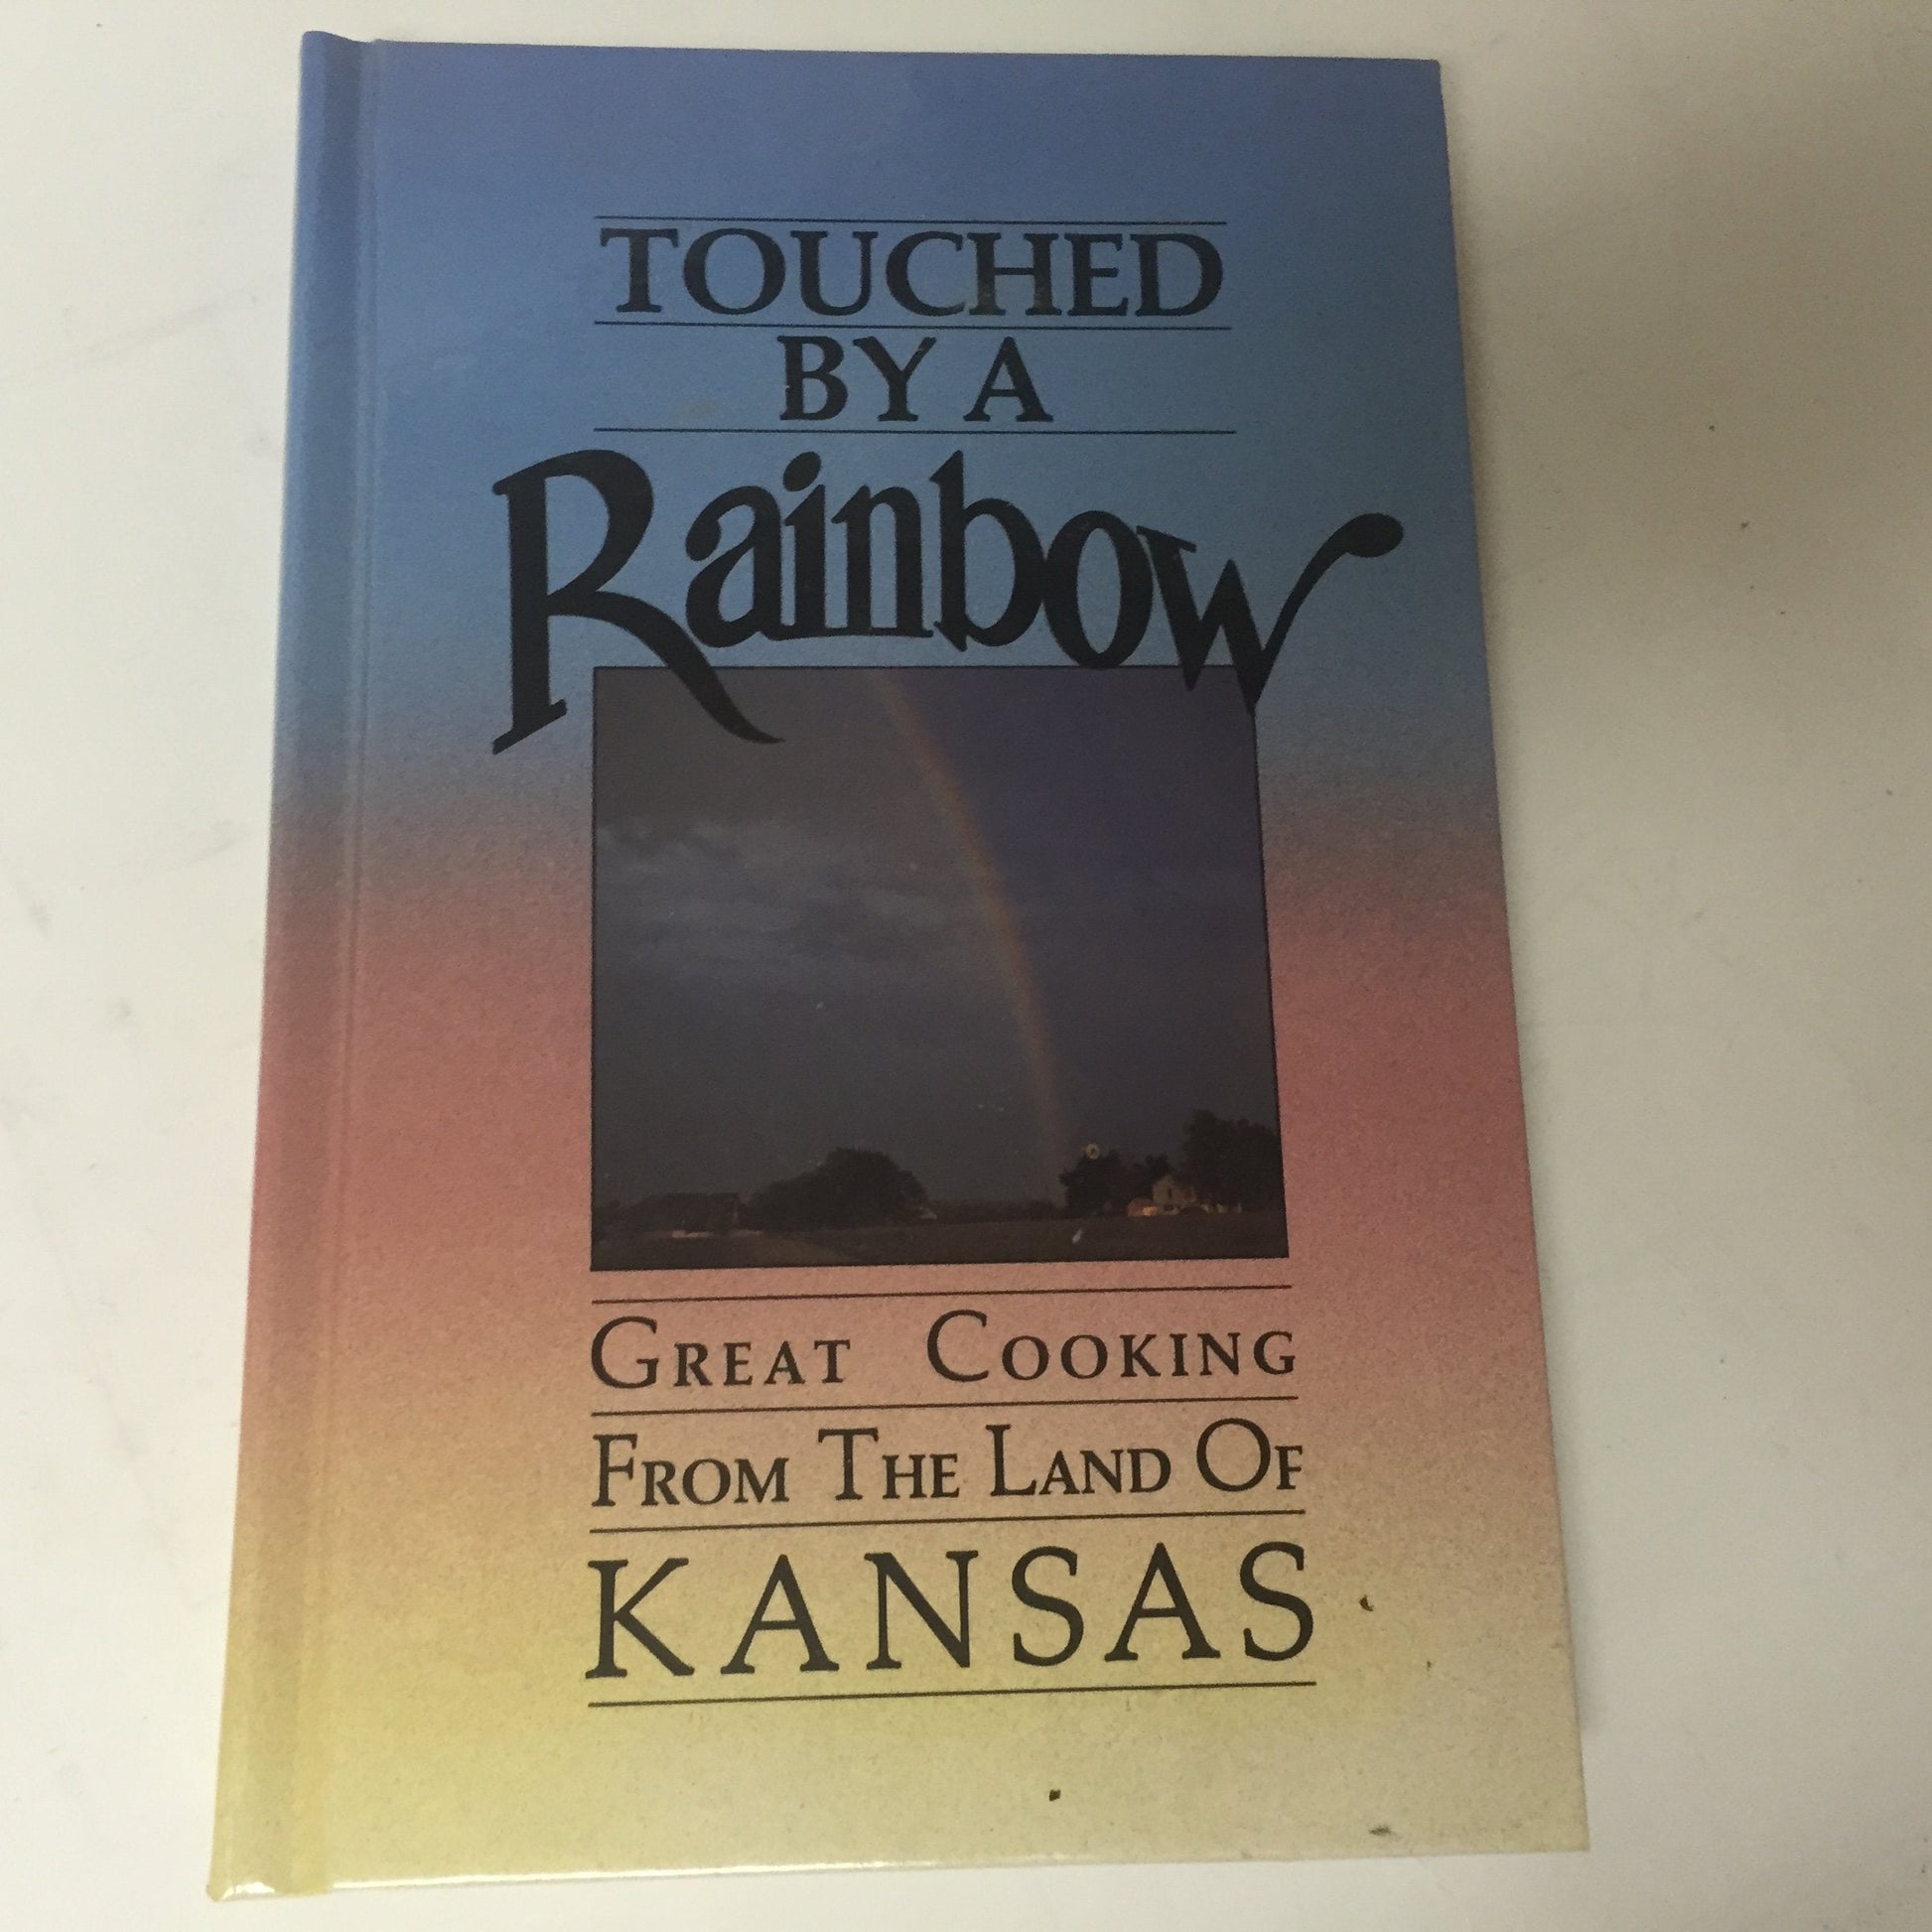 TOUCHED
BY A
Rainbow
GREAT COOKING
FROM THE LAND OF
KANSAS